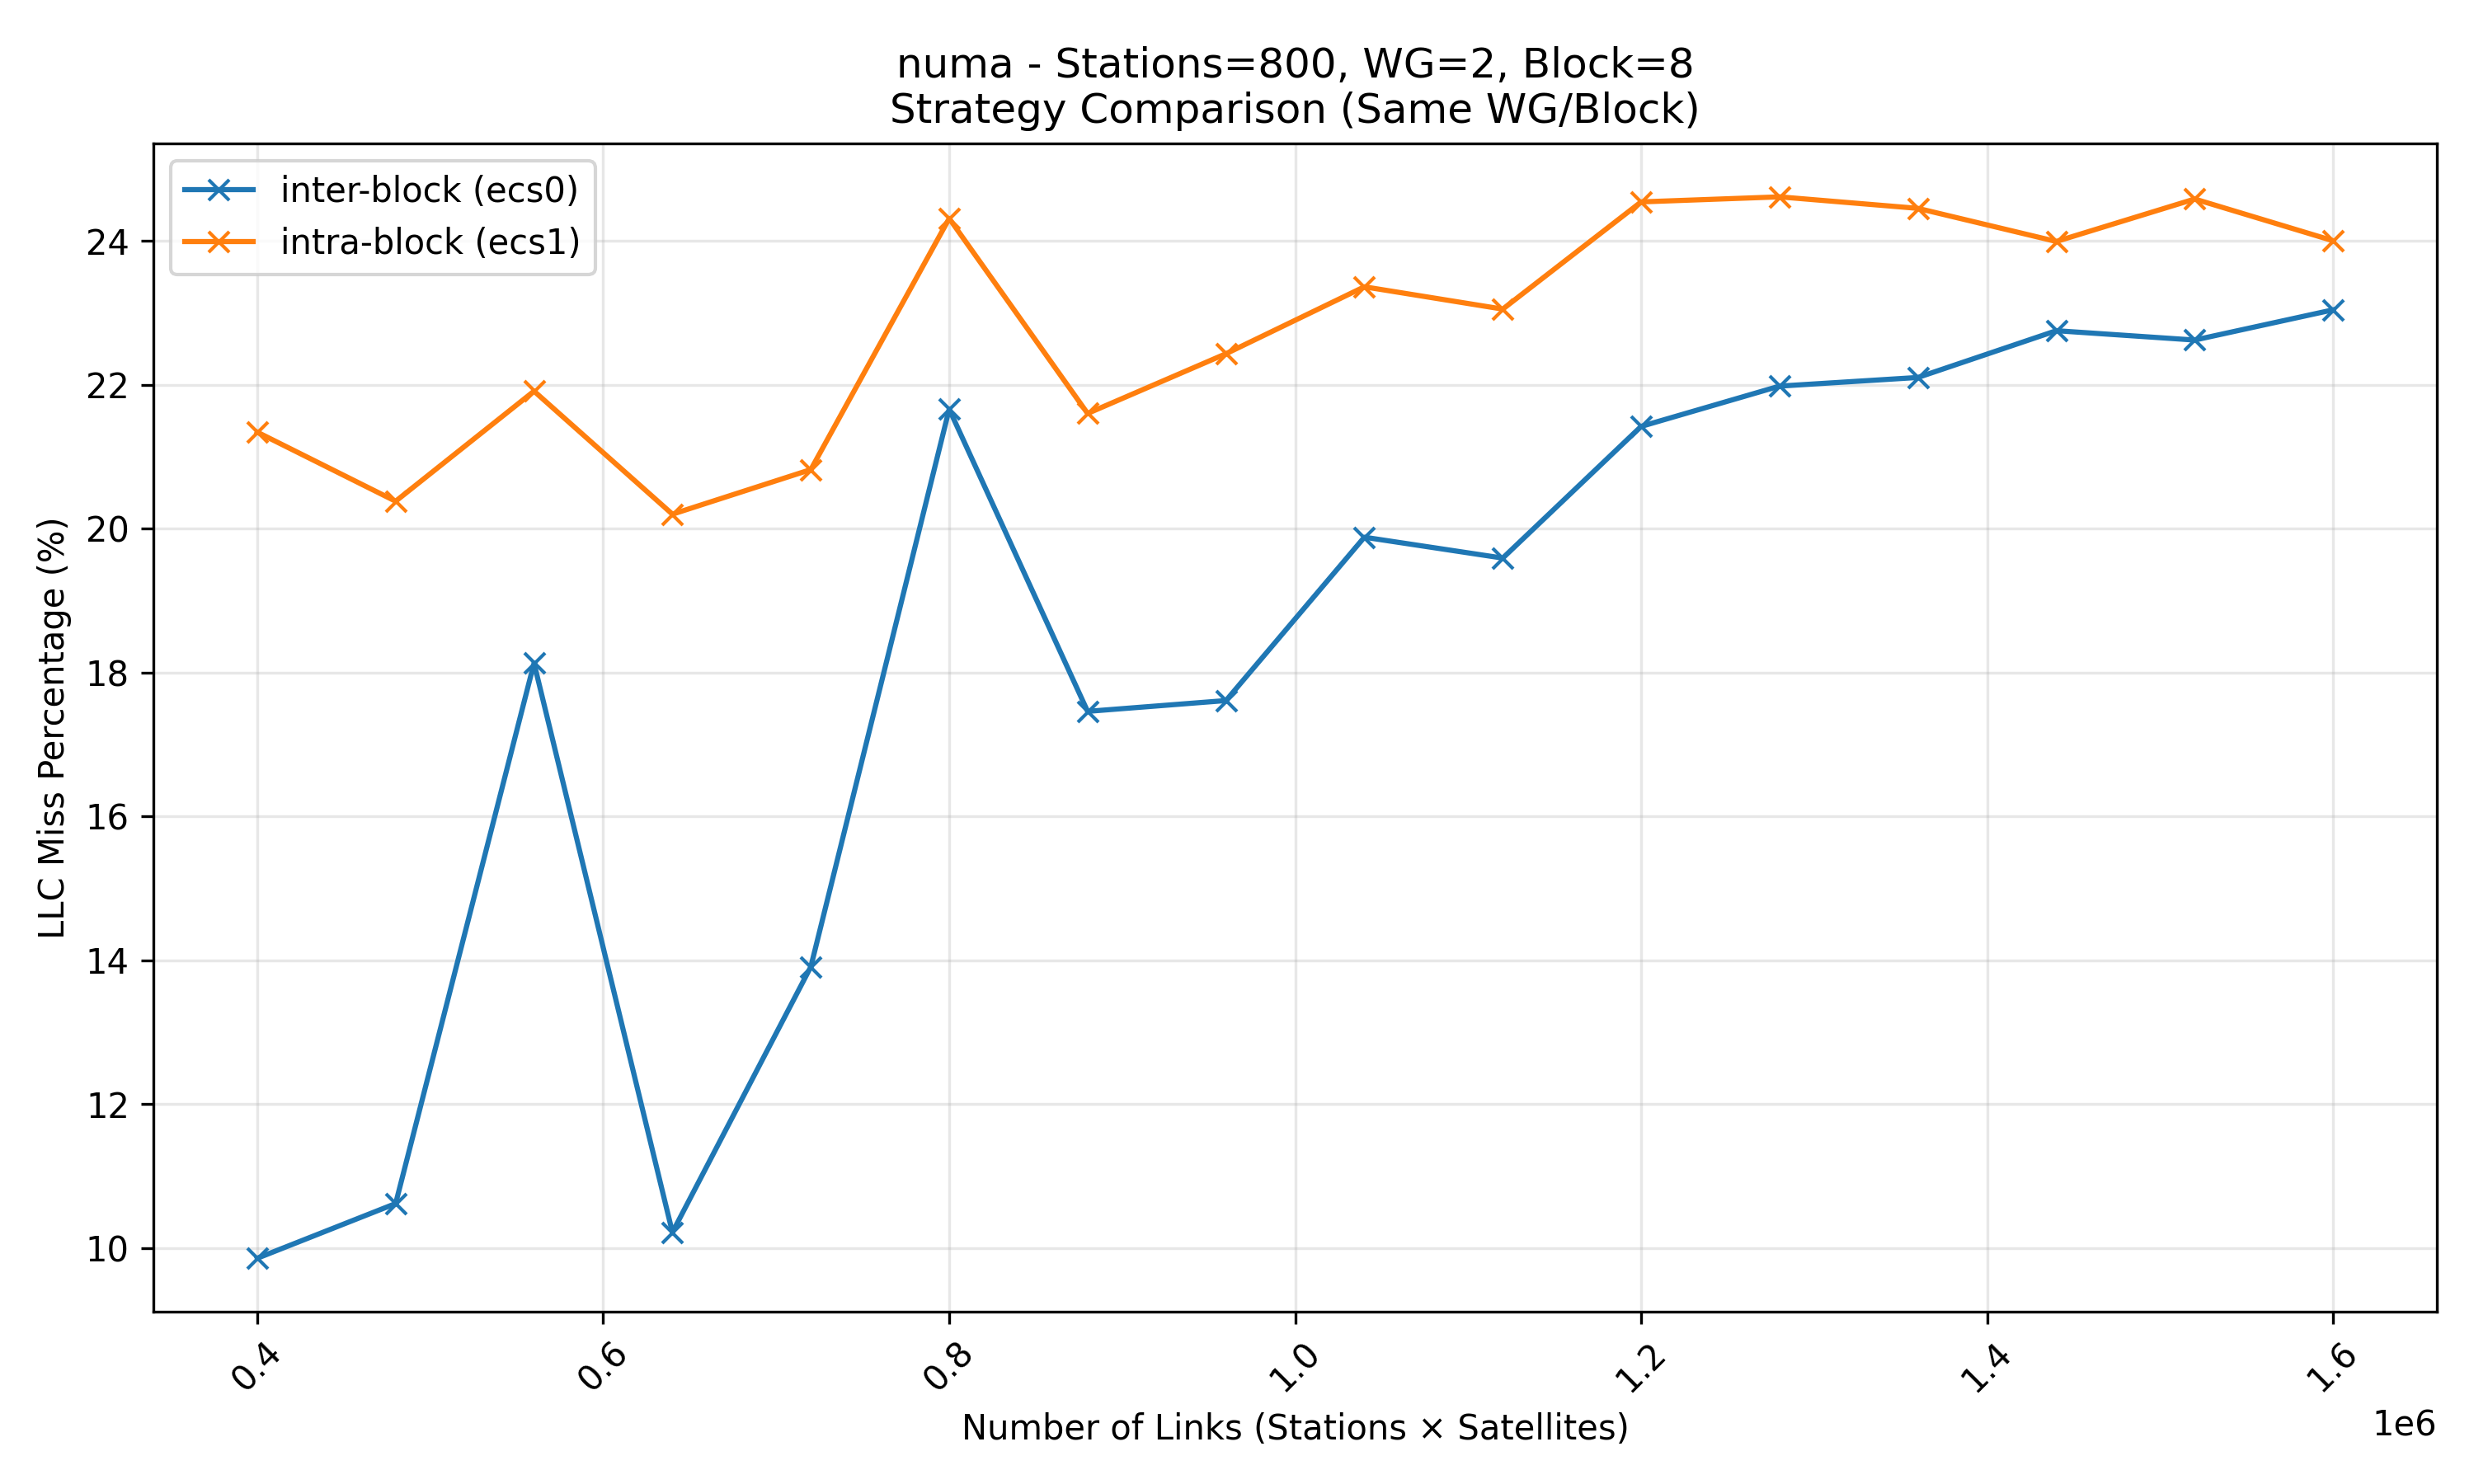 numa - Stations=800, WG=2, Block=8
Strategy Comparison (Same WG/Block)
inter-block (ecs0)
intra-block (ecs1)
LLC Miss Percentage (%)
24
22
20
18
16
14
12
10
0.4
0.6
0.8
1.0
1.2
1.4
1.6
1e6
Number of Links (Stations × Satellites)